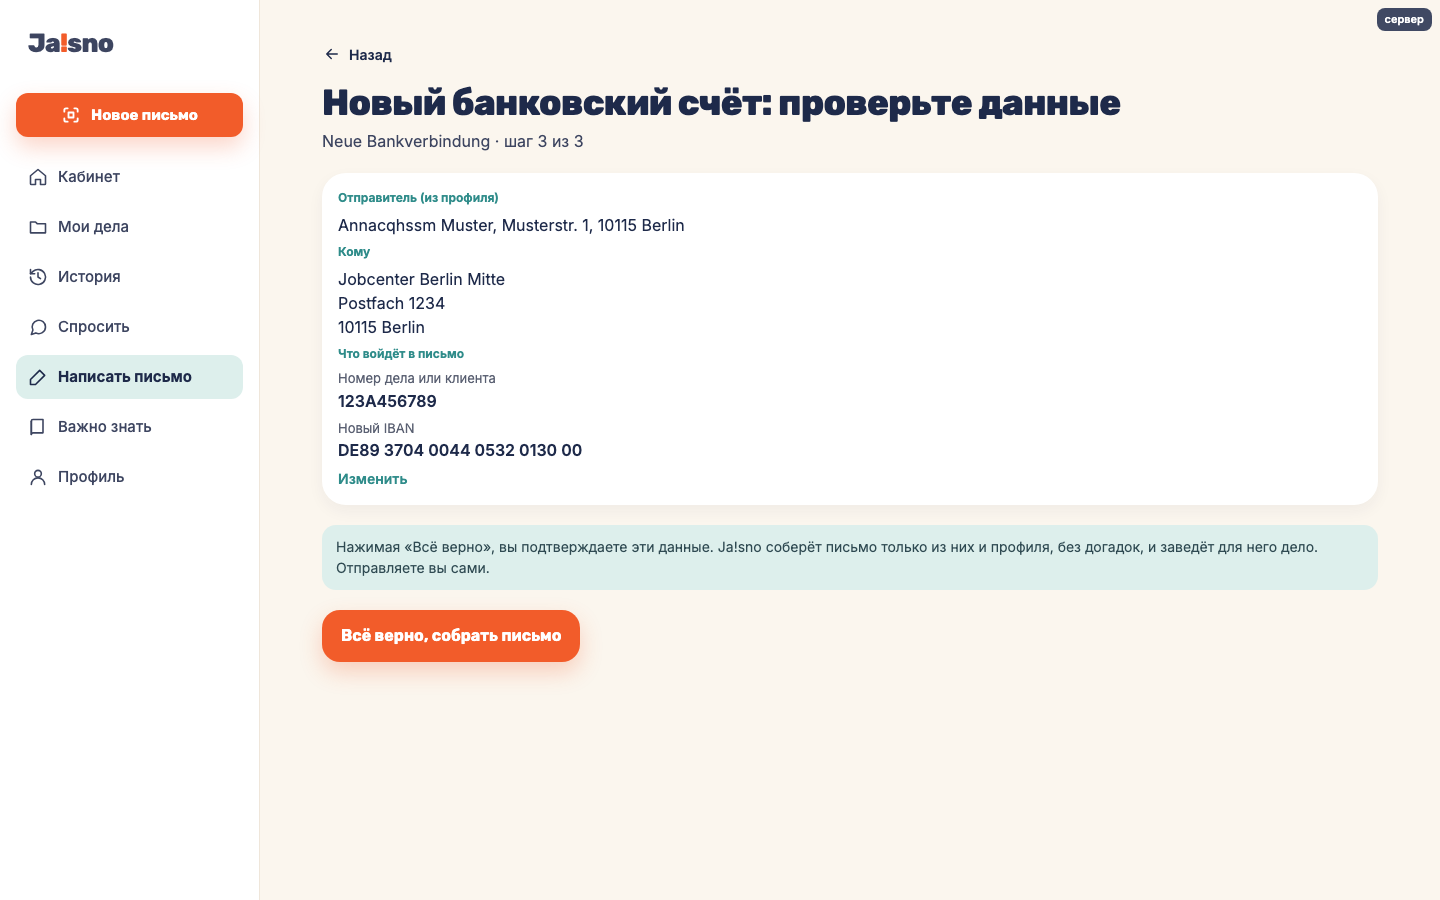 Ja!sno
сервер
Новое письмо
Кабинет
Мои дела
История
Спросить
Написать письмо
Важно знать
Профиль
Назад
Новый банковский счёт: проверьте данные
Neue Bankverbindung · шаг 3 из 3
Отправитель (из профиля)
Annacqhssm Muster, Musterstr. 1, 10115 Berlin
Кому
Jobcenter Berlin Mitte
Postfach 1234
10115 Berlin
Что войдёт в письмо
Номер дела или клиента
123A456789
Новый IBAN
DE89 3704 0044 0532 0130 00
Изменить
Нажимая «Всё верно», вы подтверждаете эти данные. Ja!sno соберёт письмо только из них и профиля, без догадок, и заведёт для него дело.
Отправляете вы сами.
Всё верно, собрать письмо